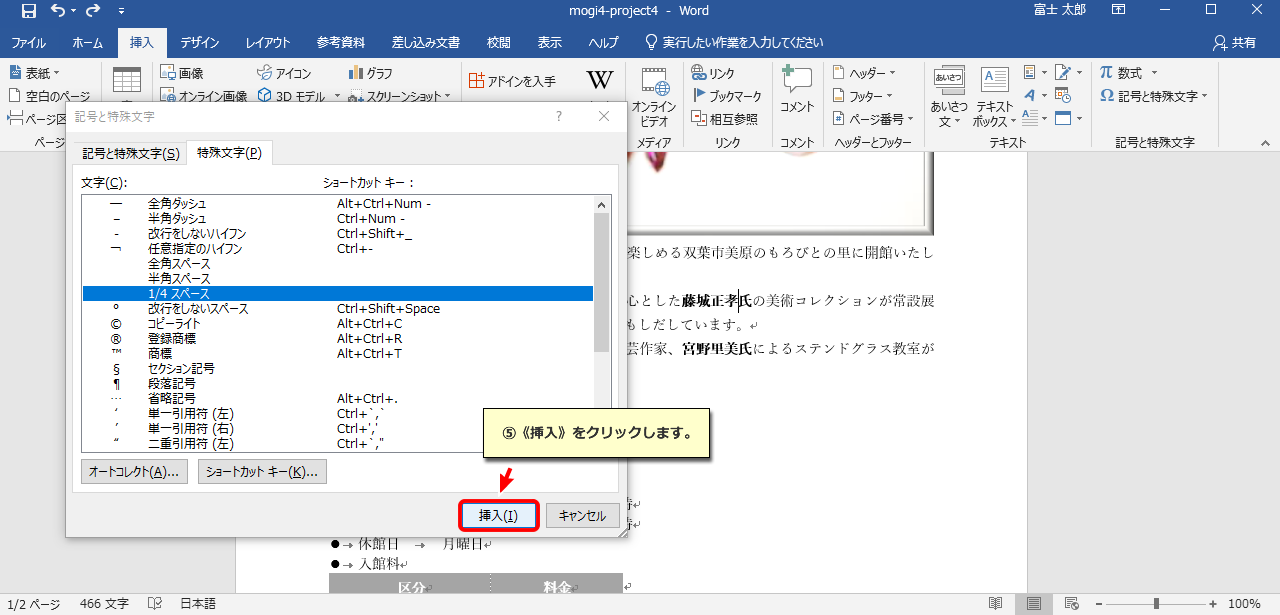 mogi4-project4 - Word
富士 太郎
ファイル ホーム 挿入 デザイン レイアウト 参考資料 差し込み文書 校閲 表示 ヘルプ 実行したい作業を入力してください 共有
表紙
空白のページ
ページ区
ページ
画像
オンライン画像
アイコン
3D モデル
グラフ
スクリーンショット
アドインを入手
W
オンライン
ビデオ
メディア
リンク
ブックマーク
相互参照
リンク
コメント
コメント
ヘッダー
フッター
ページ番号
ヘッダーとフッター
あいさつ
あいさつ
文
テキスト
ボックス
テキスト
数式
記号と特殊文字
記号と特殊文字
記号と特殊文字 ?
記号と特殊文字(S) 特殊文字(P)
文字(C): ショートカット キー :
— 全角ダッシュ Alt+Ctrl+Num -
– 半角ダッシュ Ctrl+Num -
- 改行をしないハイフン Ctrl+Shift+_
¬ 任意指定のハイフン Ctrl+-
全角スペース
半角スペース
1/4 スペース
° 改行をしないスペース Ctrl+Shift+Space
© コピーライト Alt+Ctrl+C
® 登録商標 Alt+Ctrl+R
™ 商標 Alt+Ctrl+T
§ セクション記号
¶ 段落記号
… 省略記号 Alt+Ctrl+.
‘ 単一引用符 (左) Ctrl+`,`
’ 単一引用符 (右) Ctrl+','
“ 二重引用符 (左) Ctrl+`,"
オートコレクト(A)... ショートカット キー(K)...
⑤《挿入》をクリックします。
挿入(I) キャンセル
楽しめる双葉市美原のもろびとの里に開館いたし
心とした藤城正孝氏の美術コレクションが常設展
もしだしています。
芸作家、宮野里美氏によるステンドグラス教室が
● → 休館日 → 月曜日
● → 入館料
区分 料金
1/2 ページ 466 文字 日本語 100%